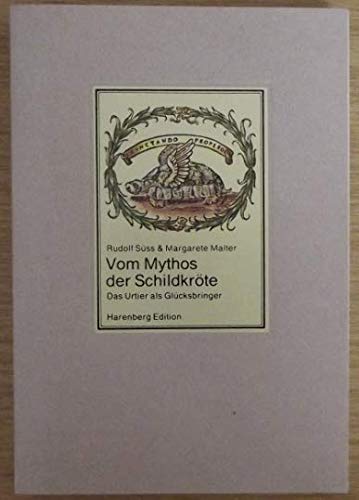 CUNCTANDO PROPERO
Rudolf Süss & Margarete Malter
Vom Mythos
der Schildkröte
Das Urtier als Glücksbringer
Harenberg Edition